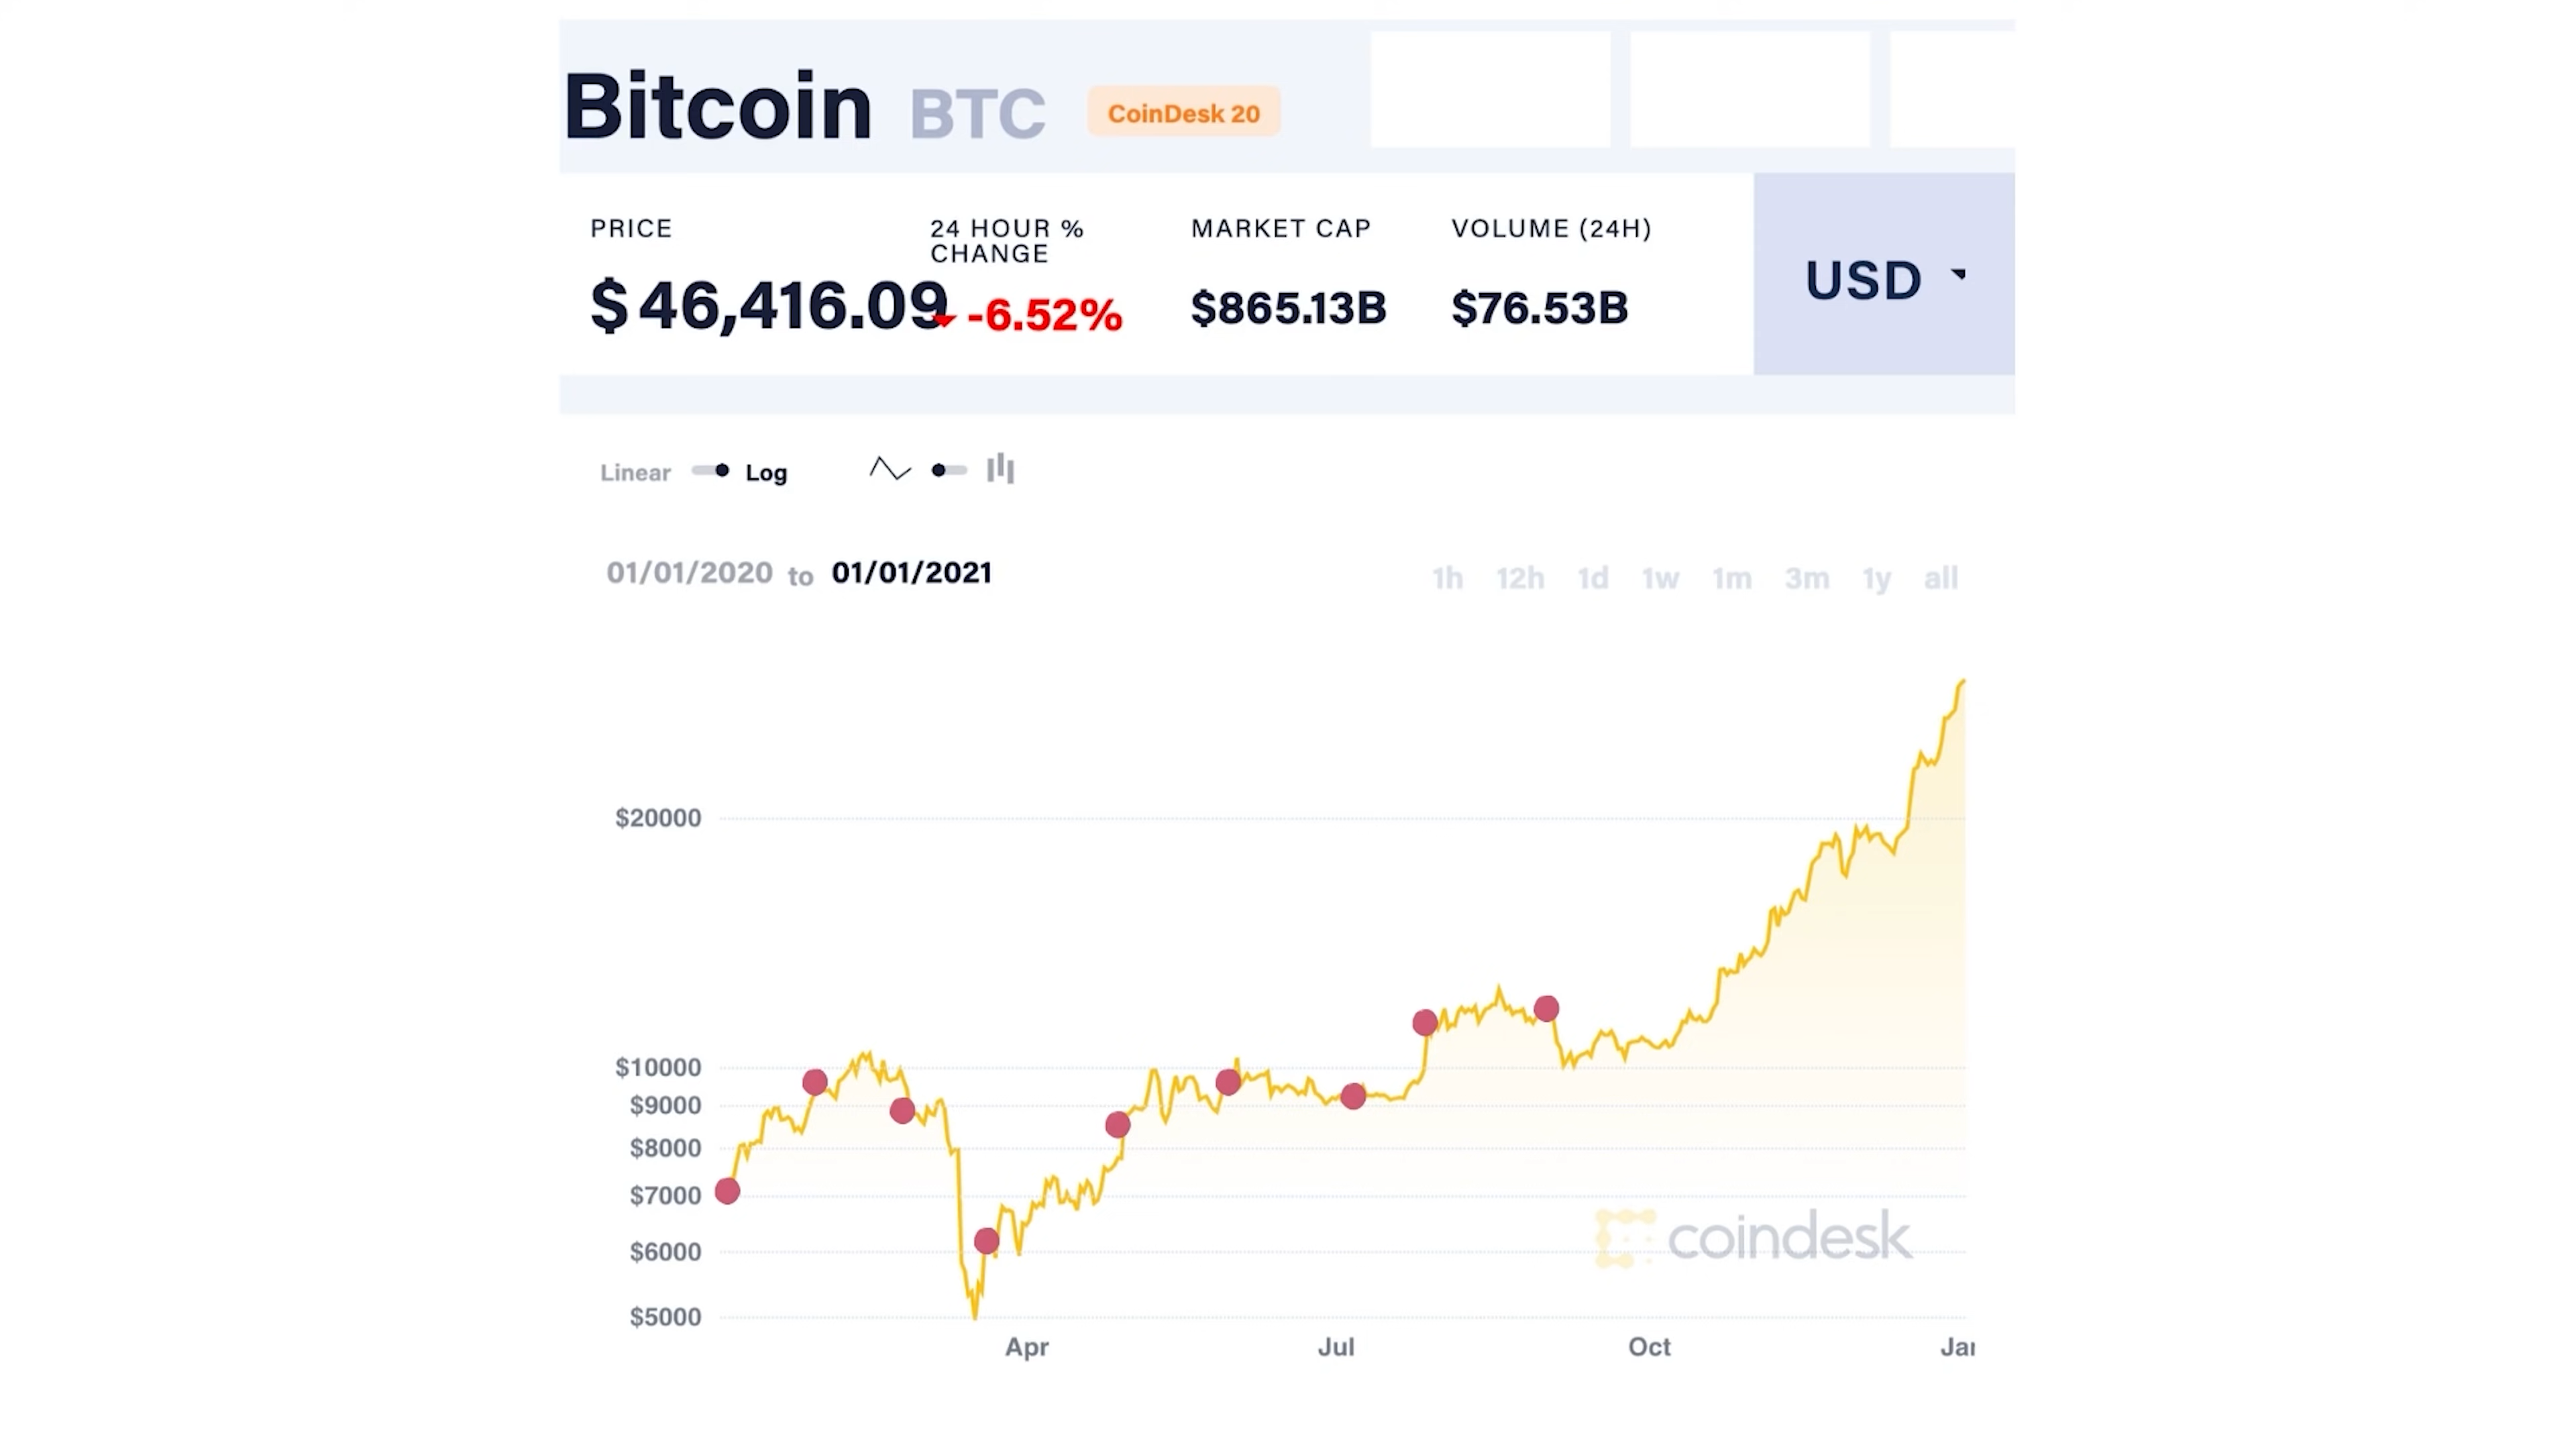 Bitcoin BTC CoinDesk 20
PRICE
24 HOUR %
CHANGE
MARKET CAP
VOLUME (24H)
$46,416.09
-6.52%
$865.13B
$76.53B
USD
Linear Log
01/01/2020 to 01/01/2021
1h 12h 1d 1w 1m 3m 1y all
$20000
$10000
$9000
$8000
$7000
$6000
$5000
coindesk
Apr Jul Oct Jan